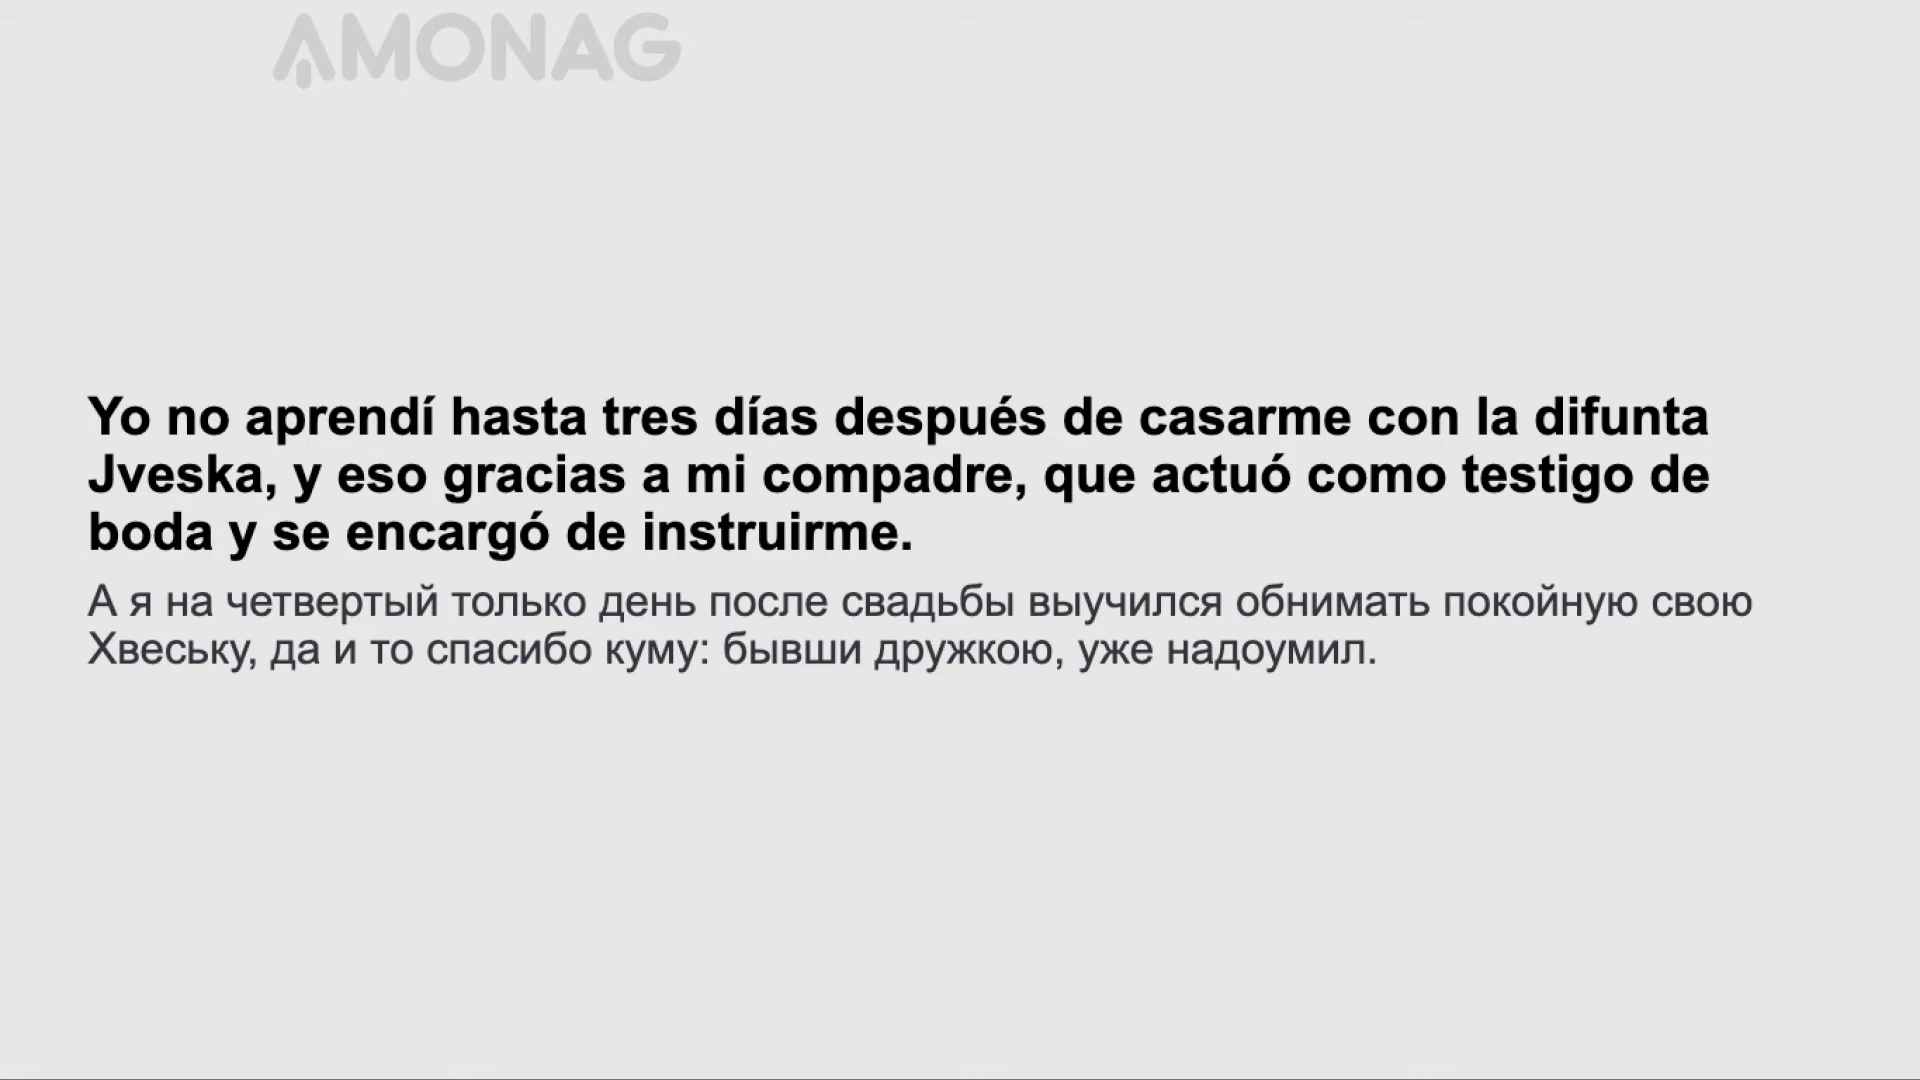 AMONAG
Yo no aprendí hasta tres días después de casarme con la difunta
Jveska, y eso gracias a mi compadre, que actuó como testigo de
boda y se encargó de instruirme.
А я на четвертый только день после свадьбы выучился обнимать покойную свою
Хвеську, да и то спасибо куму: бывши дружкою, уже надоумил.